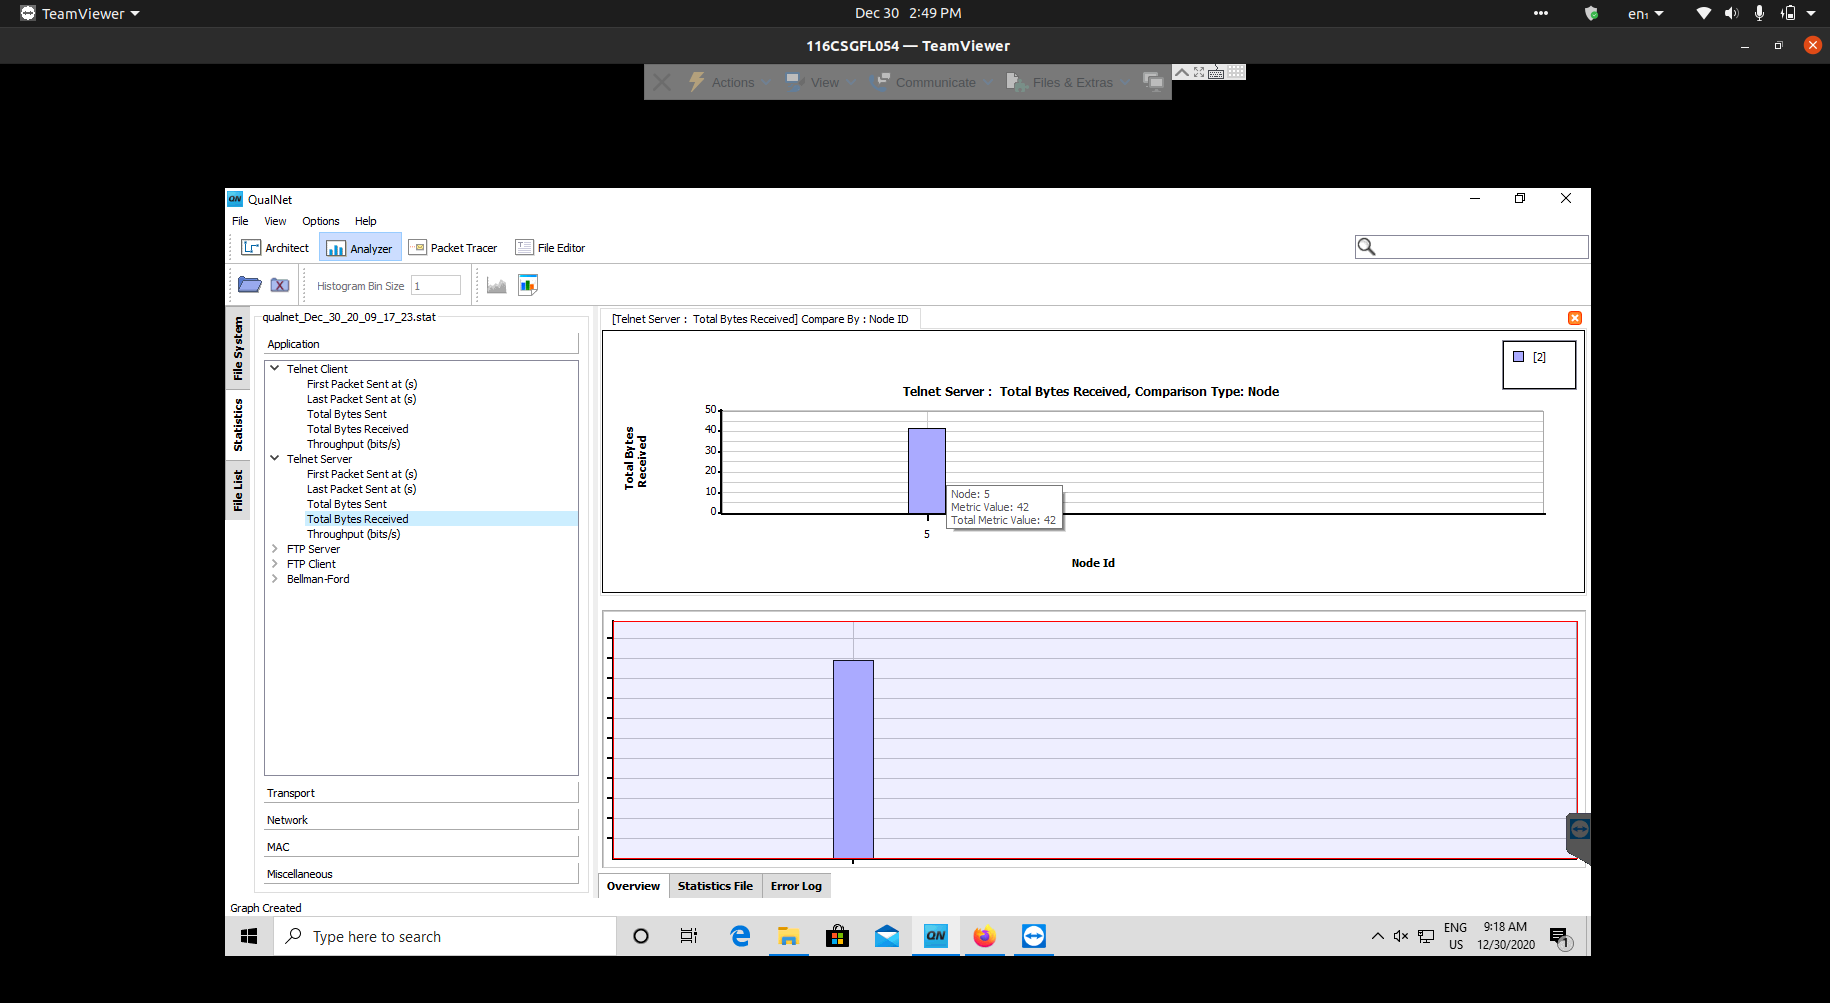 TeamViewer
Dec 30 2:49 PM
en₁
116CSGFL054 — TeamViewer
Actions
View
Communicate
Files & Extras
QN QualNet
File View Options Help
Architect Analyzer Packet Tracer File Editor
Histogram Bin Size 1
File System
Statistics
File List
qualnet_Dec_30_20_09_17_23.stat
Application
Telnet Client
First Packet Sent at (s)
Last Packet Sent at (s)
Total Bytes Sent
Total Bytes Received
Throughput (bits/s)
Telnet Server
First Packet Sent at (s)
Last Packet Sent at (s)
Total Bytes Sent
Total Bytes Received
Throughput (bits/s)
FTP Server
FTP Client
Bellman-Ford
Transport
Network
MAC
Miscellaneous
[Telnet Server : Total Bytes Received] Compare By : Node ID
[2]
Telnet Server : Total Bytes Received, Comparison Type: Node
Total Bytes
Received
50
40
30
20
10
0
Node: 5
Metric Value: 42
Total Metric Value: 42
5
Node Id
Overview Statistics File Error Log
Graph Created
Type here to search
QN
ENG
US
9:18 AM
12/30/2020
1